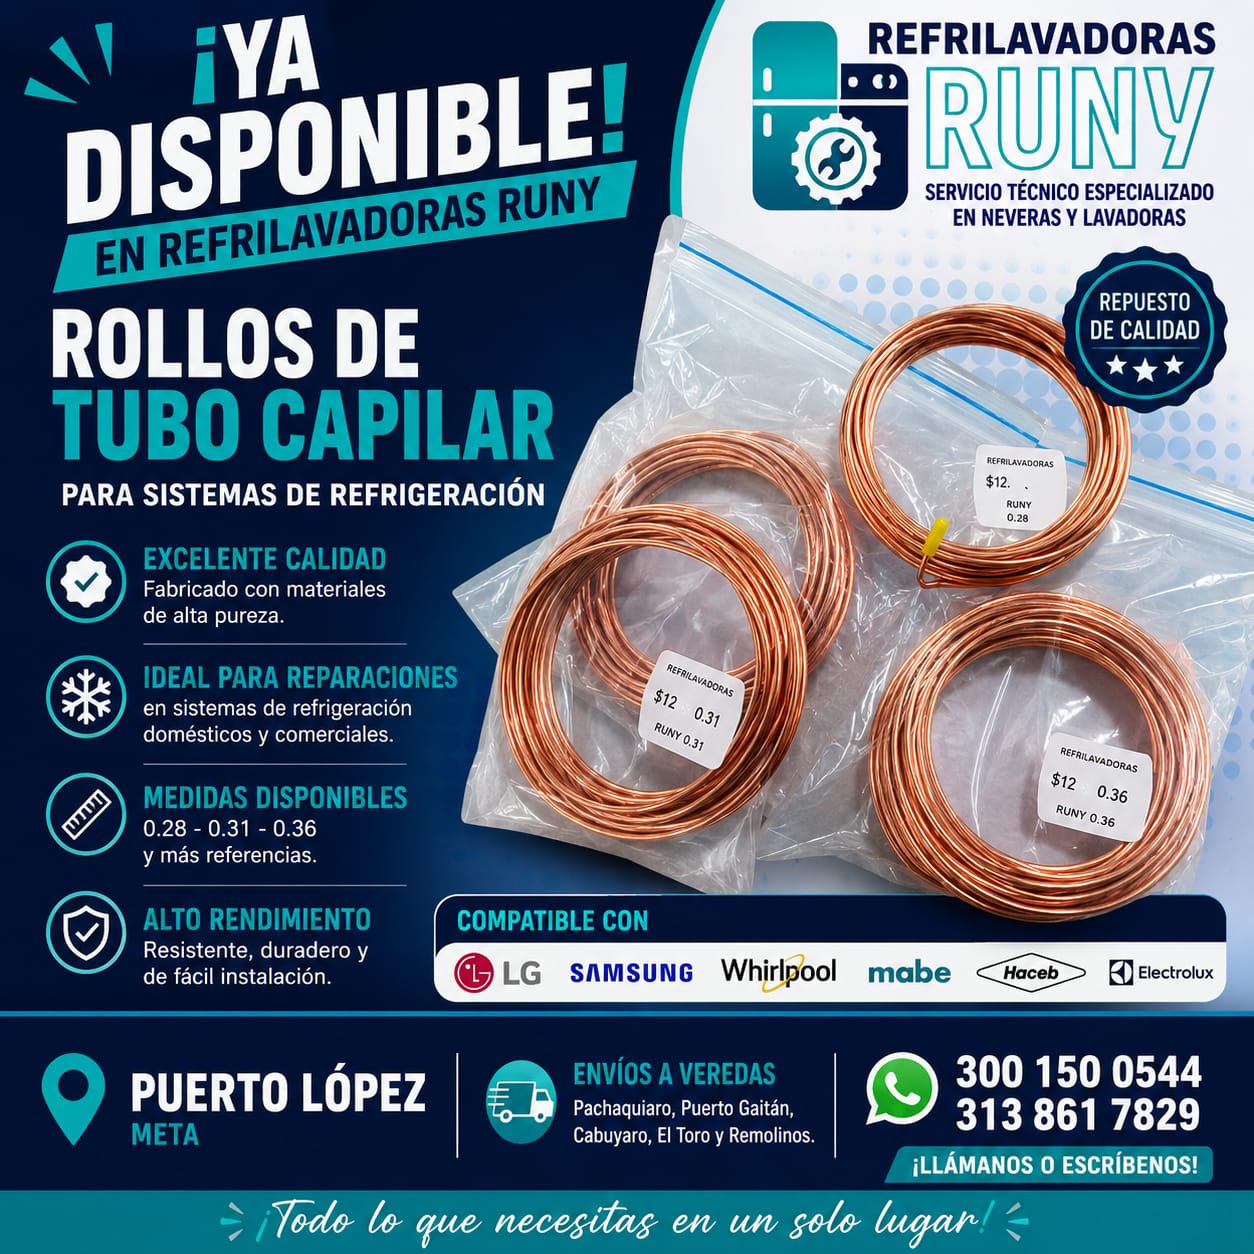 ¡YA
DISPONIBLE!
EN REFRILAVADORAS RUNY
REFRILAVADORAS
RUNY
SERVICIO TÉCNICO ESPECIALIZADO
EN NEVERAS Y LAVADORAS
REPUESTO
DE CALIDAD
ROLLOS DE
TUBO CAPILAR
PARA SISTEMAS DE REFRIGERACIÓN
EXCELENTE CALIDAD
Fabricado con materiales
de alta pureza.
IDEAL PARA REPARACIONES
en sistemas de refrigeración
domésticos y comerciales.
MEDIDAS DISPONIBLES
0.28 - 0.31 - 0.36
y más referencias.
ALTO RENDIMIENTO
Resistente, duradero y
de fácil instalación.
REFRILAVADORAS
$12. .
RUNY
0.28
REFRILAVADORAS
$12 0.31
RUNY 0.31
REFRILAVADORAS
$12 0.36
RUNY 0.36
COMPATIBLE CON
LG SAMSUNG Whirlpool mabe Haceb Electrolux
PUERTO LÓPEZ
META
ENVÍOS A VEREDAS
Pachaquiaro, Puerto Gaitán,
Cabuyaro, El Toro y Remolinos.
300 150 0544
313 861 7829
¡LLÁMANOS O ESCRÍBENOS!
¡Todo lo que necesitas en un solo lugar!